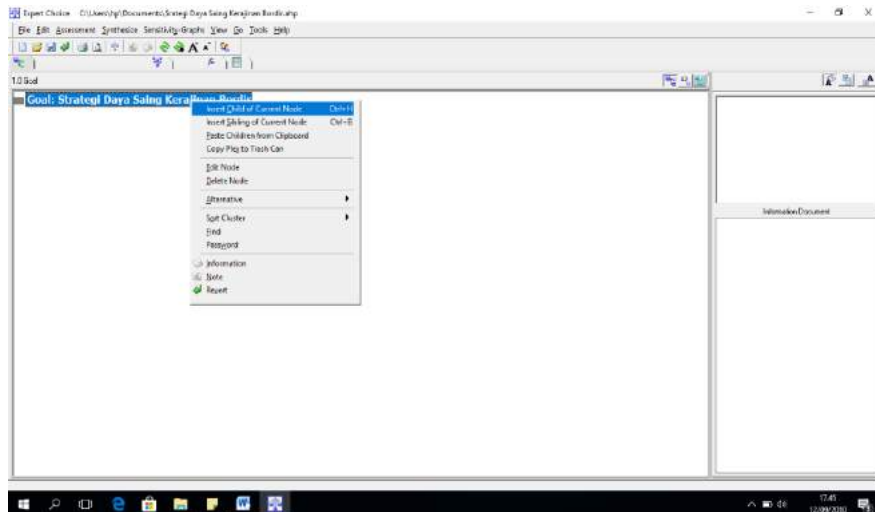 Expert Choice C:\Users\hp\Documents\Srategi Daya Saing Kerajinan Bordir.ahp
File Edit Assessment Synthesize Sensitivity-Graphs View Go Tools Help
1.0 Goal
Goal: Strategi Daya Saing Kerajinan Bordir
Insert Child of Current Node Ctrl+H
Insert Sibling of Current Node
Paste Children from Clipboard
Copy Plex to Trash Can
Edit Node
Delete Node
Alternative
Sort Cluster
Find
Password
Information
Note
Revert
Information Document
17.45